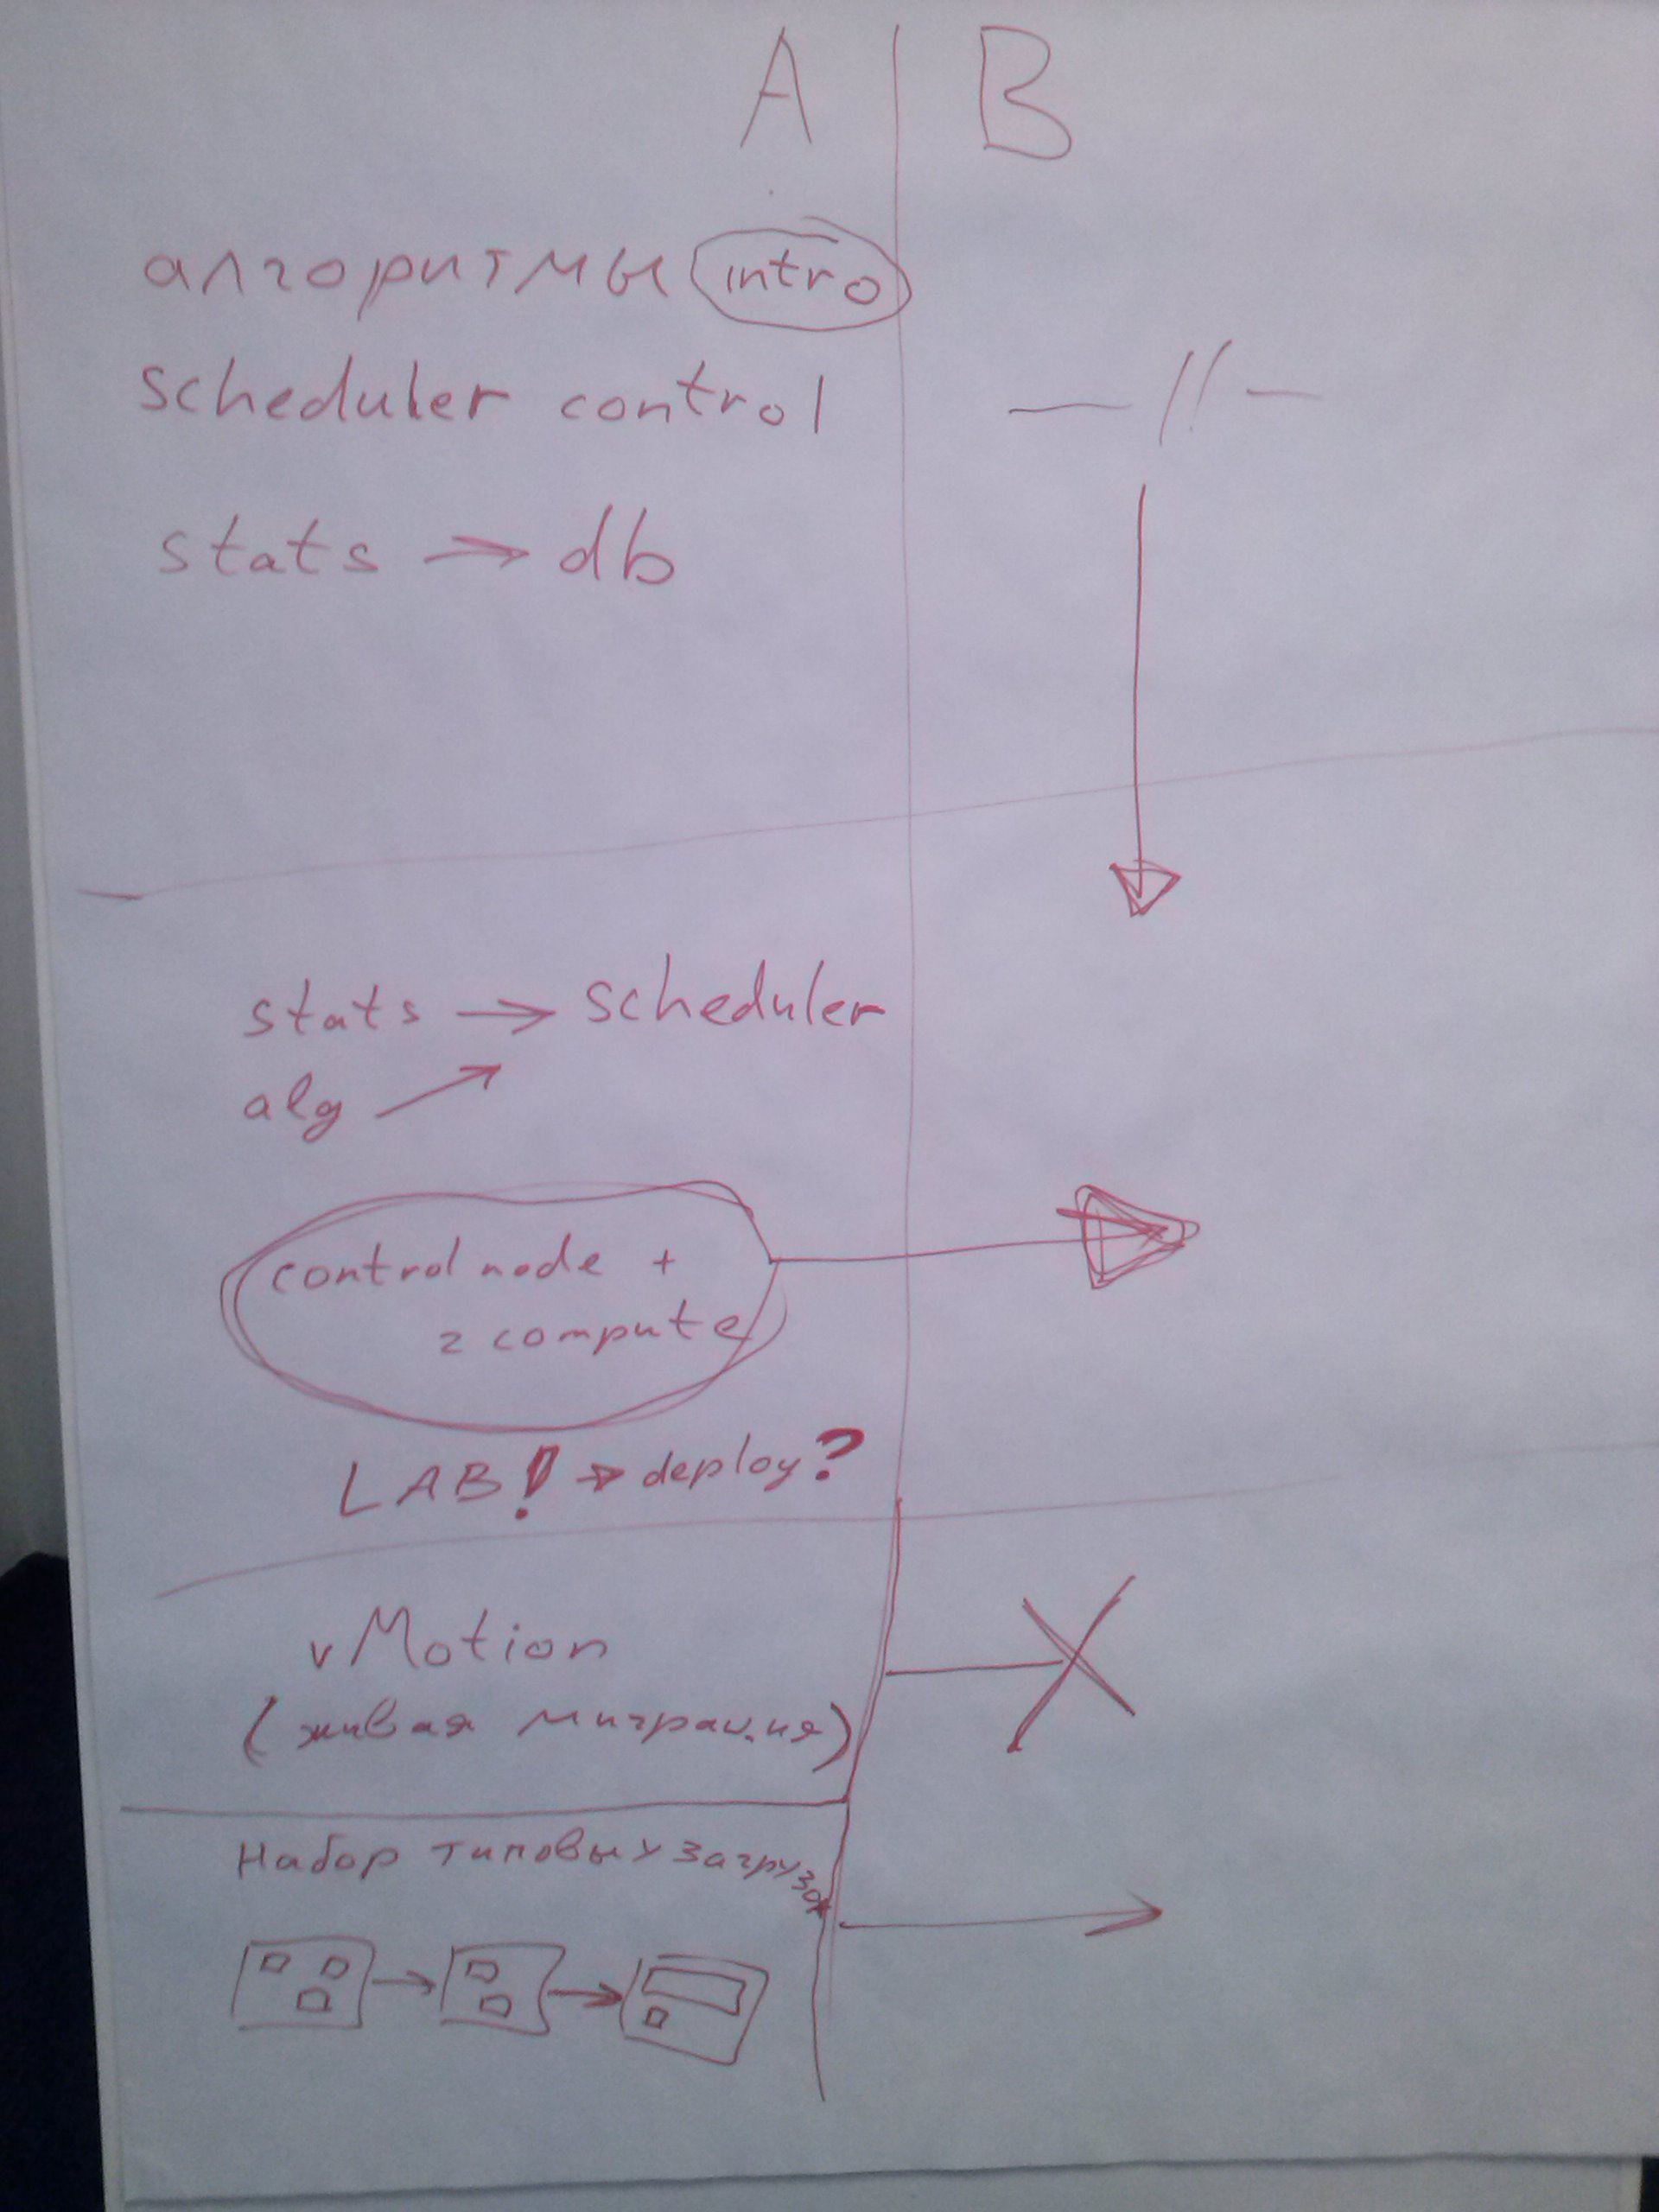 A B
алгоритмы intro
scheduler control —//—
stats → db
stats → scheduler
alg ↗
control node +
2 compute
LAB! → deploy?
vMotion
(живая миграция)
Набор типовых загрузок